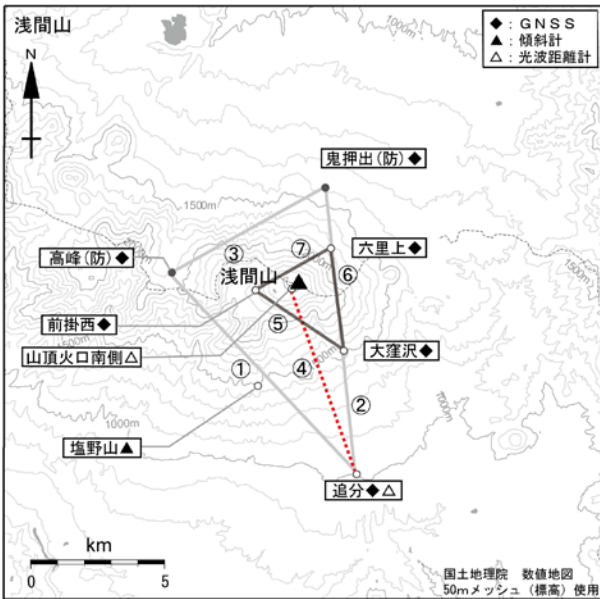 浅間山
◆：ＧＮＳＳ
▲：傾斜計
△：光波距離計
N
鬼押出(防)◆
1500m
六里上◆
高峰(防)◆
③
⑦
浅間山▲
⑥
1500m
前掛西◆
⑤
山頂火口南側△
大窪沢◆
①
④
②
1000m
1000m
塩野山▲
追分◆△
km
0
5
国土地理院　数値地図
50mメッシュ（標高）使用